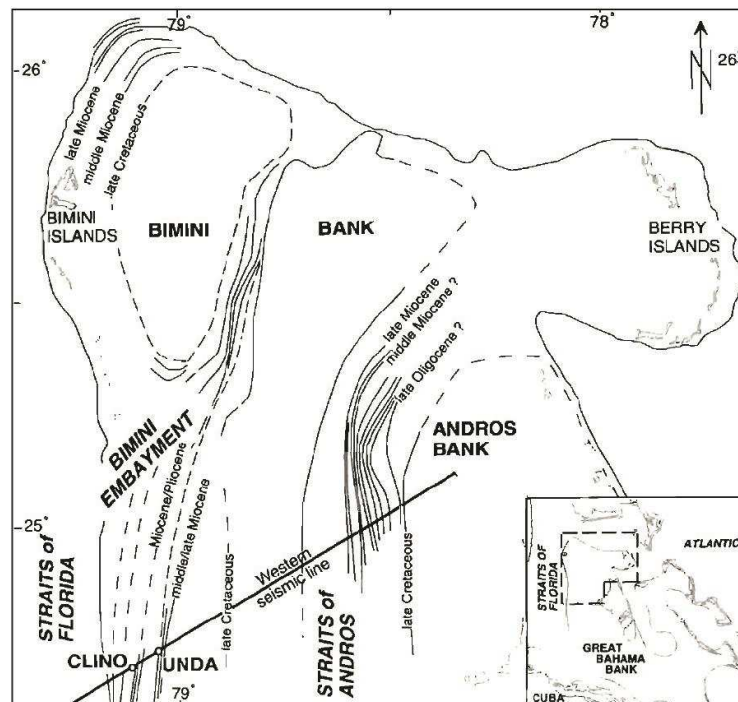 79°
78°
26°
26°
late Miocene
middle Miocene
late Cretaceous
BIMINI
ISLANDS
BIMINI
BANK
BERRY
ISLANDS
late Miocene
middle Miocene ?
late Oligocene ?
ANDROS
BANK
BIMINI
EMBAYMENT
Miocene/Pliocene
middle/late Miocene
25°
STRAITS of
FLORIDA
late Cretaceous
Western
seismic line
STRAITS of
ANDROS
late Cretaceous
CLINO
UNDA
79°
ATLANTIC
STRAITS of
FLORIDA
GREAT
BAHAMA
BANK
CUBA
N